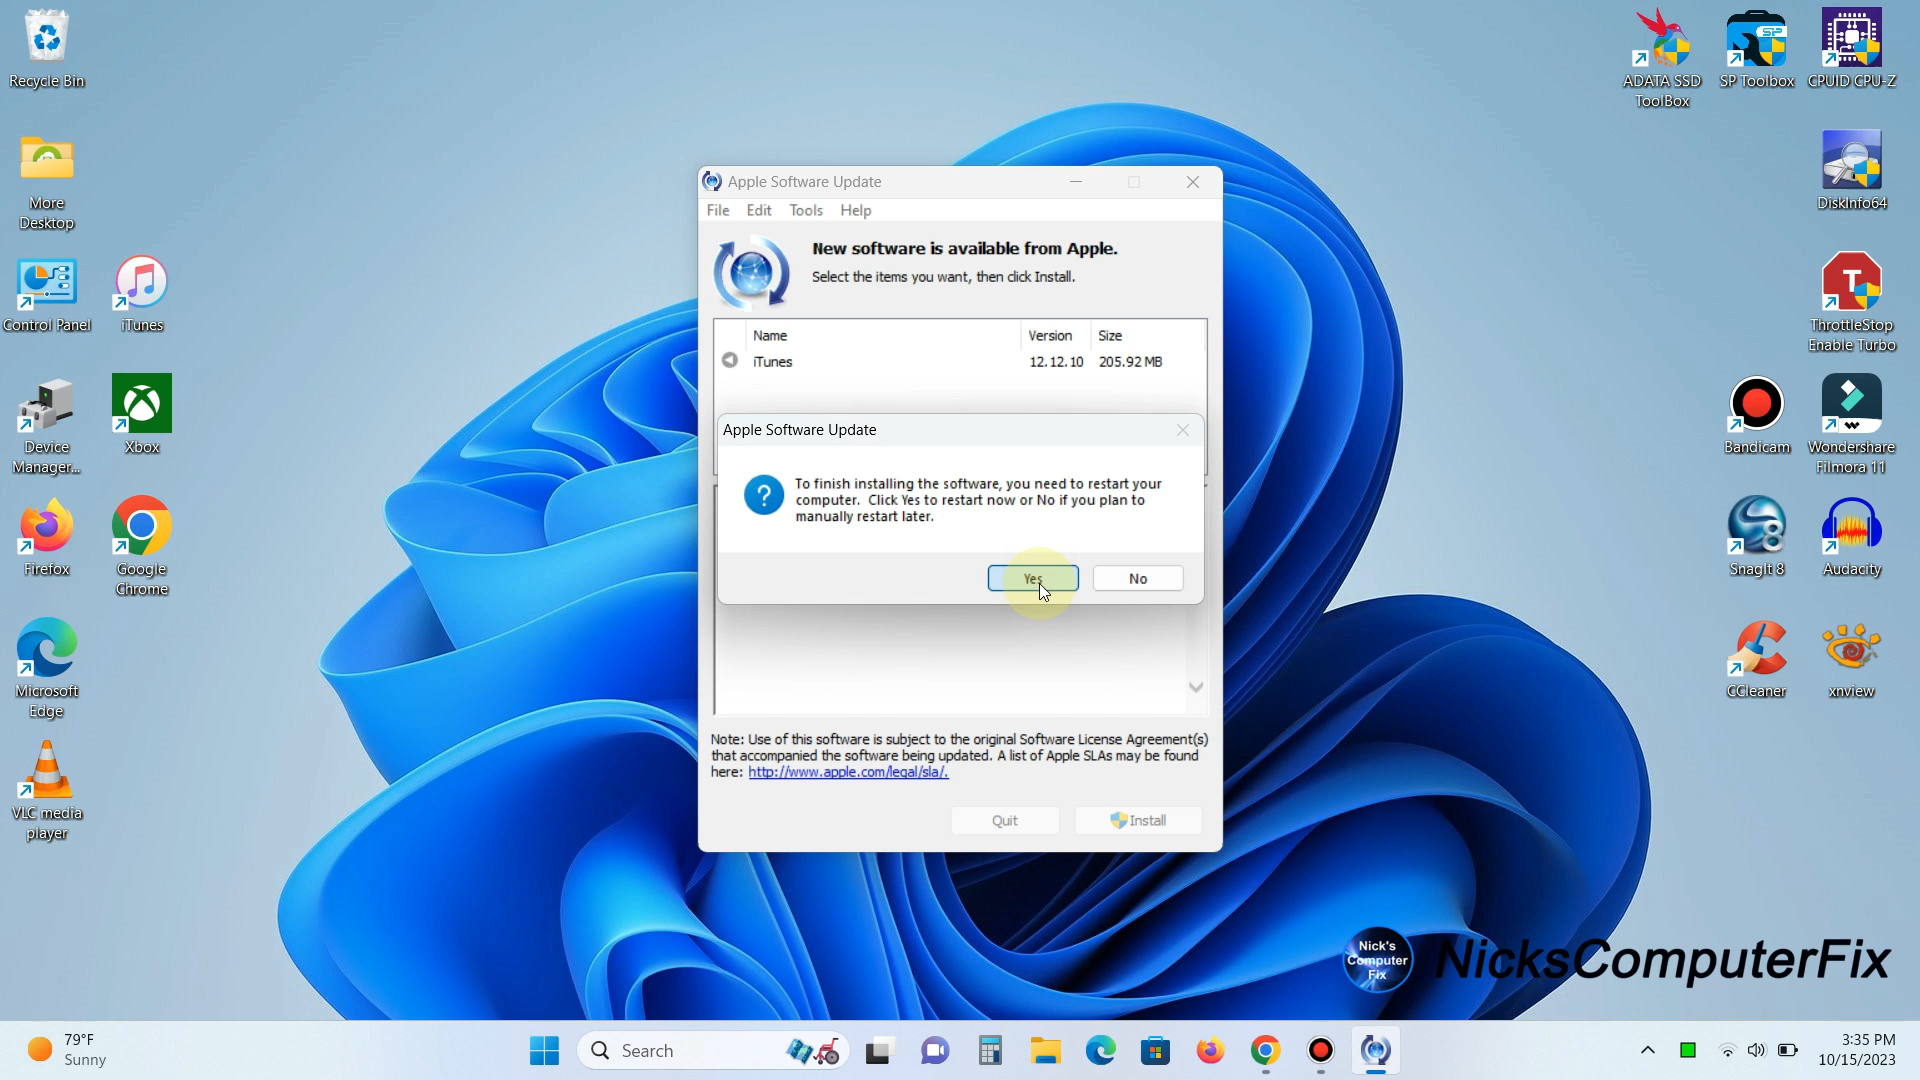 Recycle Bin
More
Desktop
Control Panel
iTunes
Device
Manager...
Xbox
Firefox
Google
Chrome
Microsoft
Edge
VLC media
player
ADATA SSD
ToolBox
SP Toolbox
CPUID CPU-Z
DiskInfo64
ThrottleStop
Enable Turbo
Bandicam
Wondershare
Filmora 11
SnagIt 8
Audacity
CCleaner
xnview
SP
T
8
Apple Software Update
File Edit Tools Help
New software is available from Apple.
Select the items you want, then click Install.
Name Version Size
iTunes 12.12.10 205.92 MB
Apple Software Update
?
To finish installing the software, you need to restart your
computer. Click Yes to restart now or No if you plan to
manually restart later.
Yes No
Note: Use of this software is subject to the original Software License Agreement(s)
that accompanied the software being updated. A list of Apple SLAs may be found
here: http://www.apple.com/legal/sla/.
Quit Install
Nick's
Computer
Fix
NicksComputerFix
79°F
Sunny
Search
3:35 PM
10/15/2023